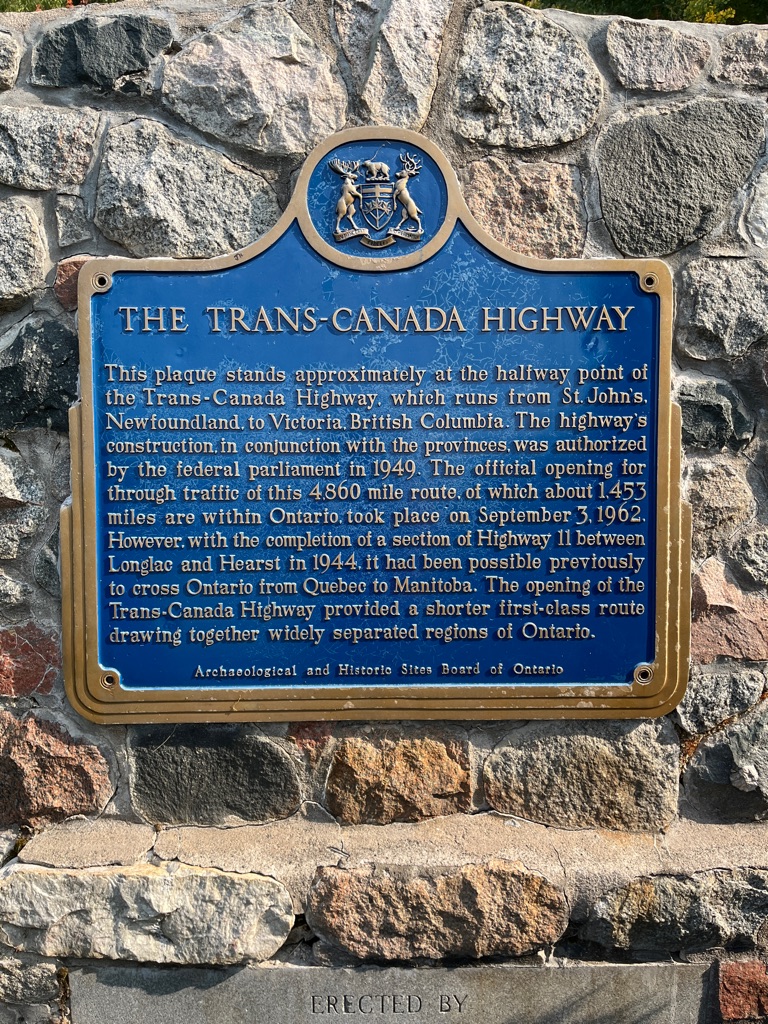 THE TRANS-CANADA HIGHWAY
This plaque stands approximately at the halfway point of
the Trans-Canada Highway, which runs from St. John's,
Newfoundland, to Victoria, British Columbia. The highway's
construction, in conjunction with the provinces, was authorized
by the federal parliament in 1949. The official opening for
through traffic of this 4,860 mile route, of which about 1,453
miles are within Ontario, took place on September 3, 1962.
However, with the completion of a section of Highway 11 between
Longlac and Hearst in 1944, it had been possible previously
to cross Ontario from Quebec to Manitoba. The opening of the
Trans-Canada Highway provided a shorter first-class route
drawing together widely separated regions of Ontario.
Archaeological and Historic Sites Board of Ontario
ERECTED BY